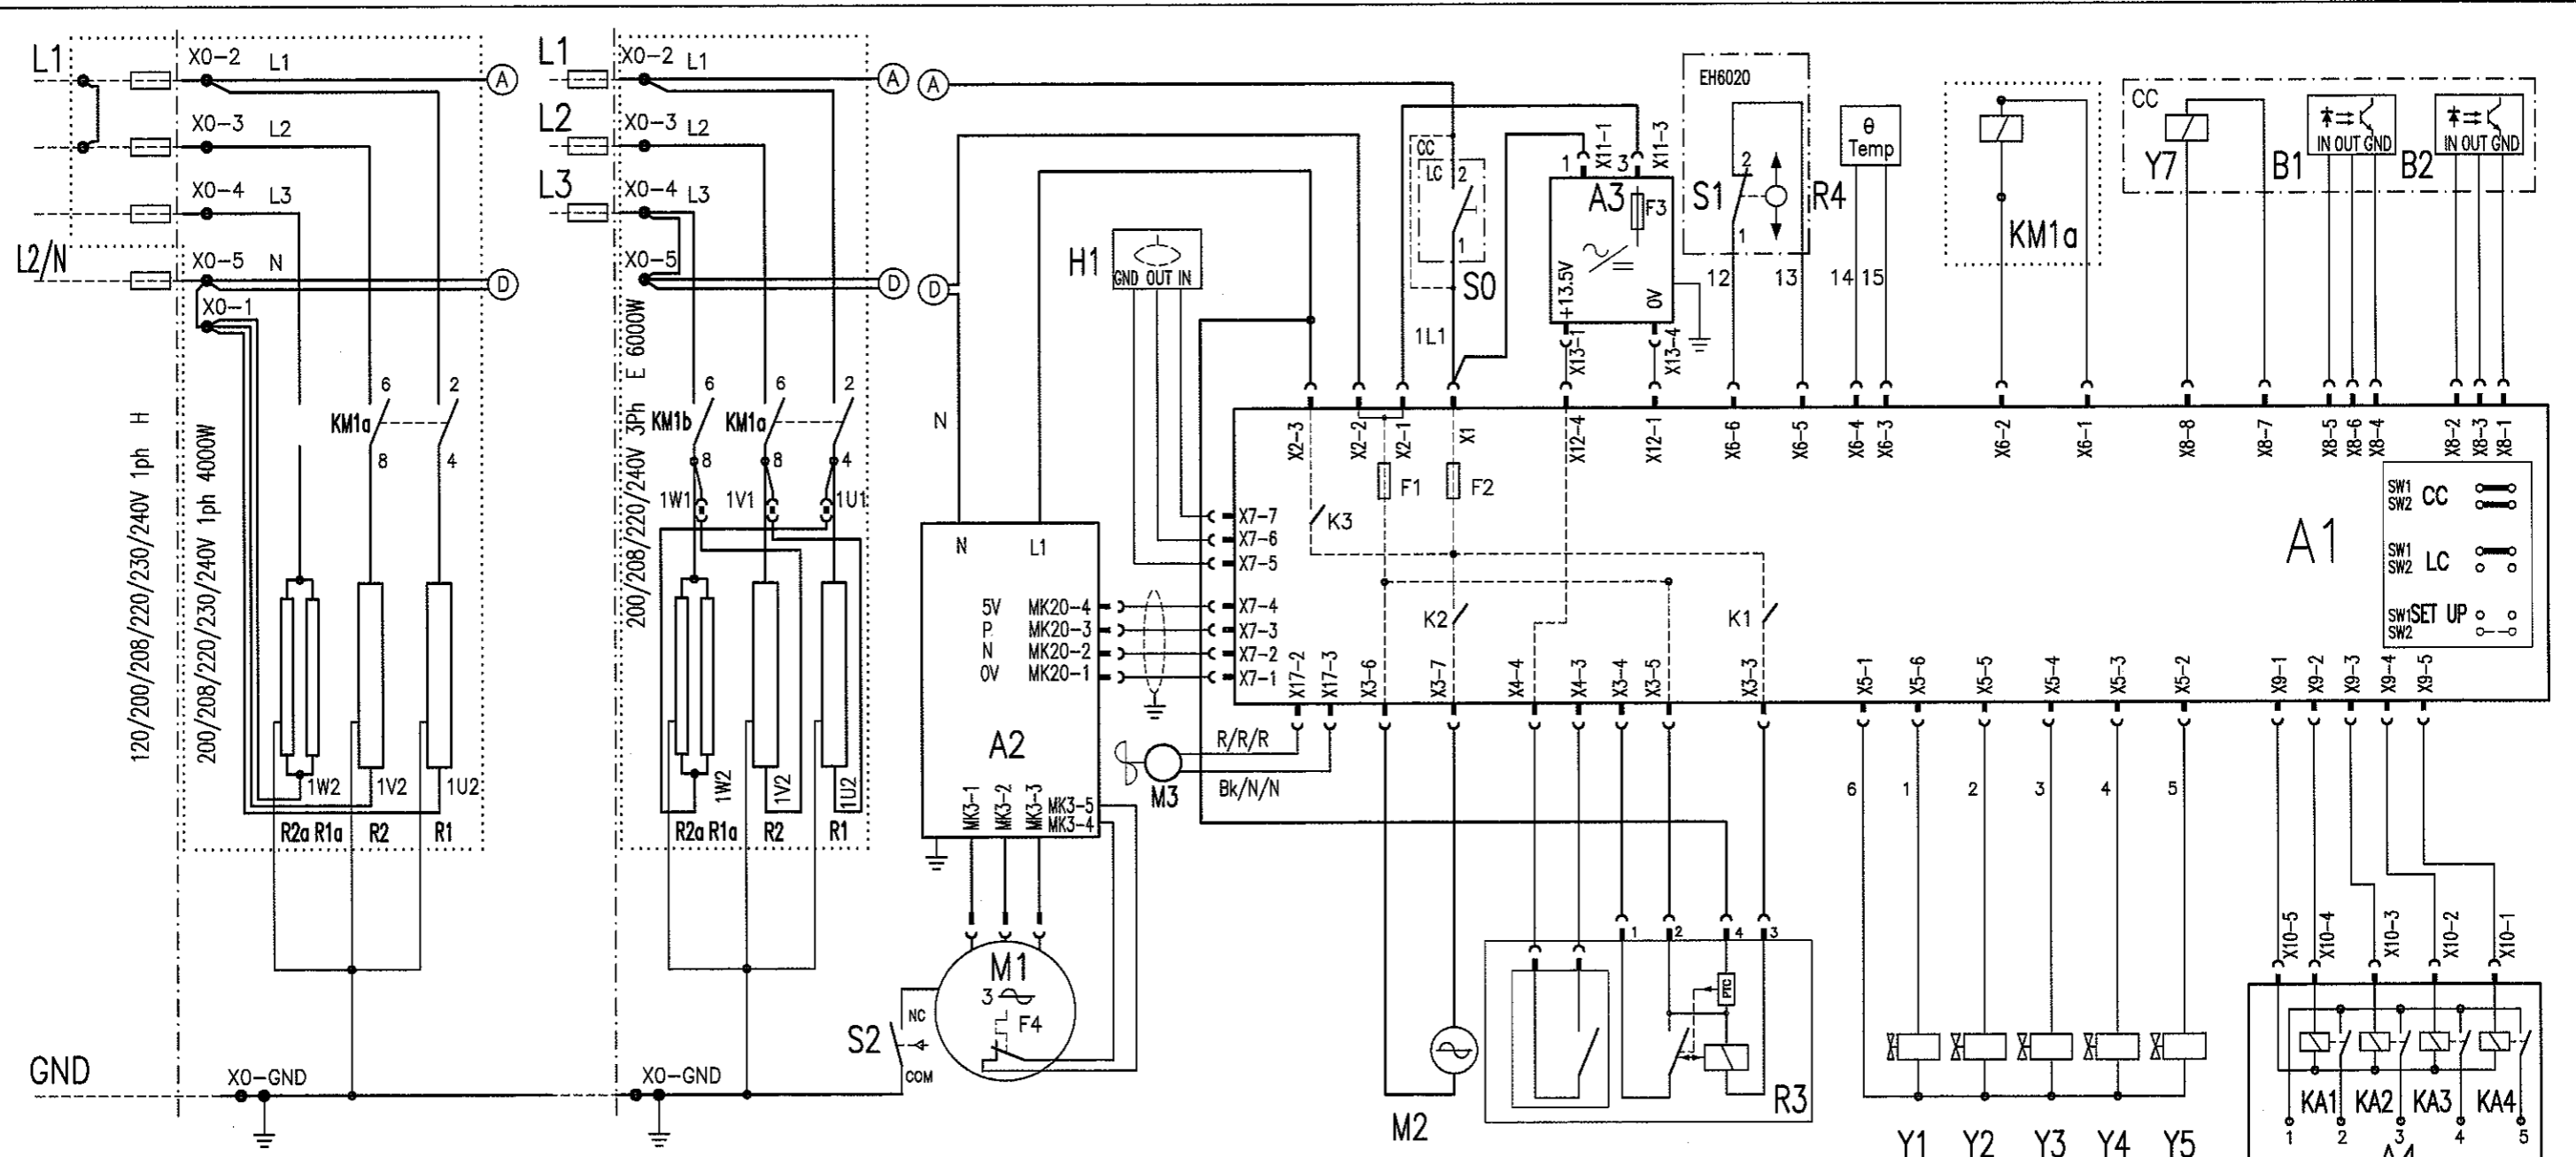 L1
X0-2 L1
A
X0-3 L2
X0-4 L3
L2/N
X0-5 N
D
X0-1
120/200/208/220/230/240V 1ph H
200/208/220/230/240V 1ph 4000W
KM1a
6
2
8
4
1W2
1V2
1U2
R2a R1a R2 R1
GND
X0-GND
L1
X0-2 L1
A
L2
X0-3 L2
L3
X0-4 L3
X0-5
D
200/208/220/240V 3Ph E 6000W
KM1b
6
KM1a
6
2
8
8
4
1W1
1V1
1U1
1W2
1V2
1U2
R2a R1a R2 R1
X0-GND
A
D
N
N
L1
5V MK20-4
P MK20-3
N MK20-2
0V MK20-1
A2
MK3-1
MK3-2
MK3-3
MK3-5
MK3-4
M1
3
F4
S2
NC
COM
H1
GND OUT IN
CC
LC
2
1
S0
1L1
1
X11-1
3
X11-3
A3
F3
+13.5V
0V
X13-1
X13-4
EH6020
S1
2
1
R4
12
13
θ
Temp
14
15
KM1a
CC
Y7
B1
IN OUT GND
B2
IN OUT GND
X2-3
X2-2
X2-1
X1
X12-4
X12-1
X6-6
X6-5
X6-4
X6-3
X6-2
X6-1
X8-8
X8-7
X8-5
X8-6
X8-4
X8-2
X8-3
X8-1
F1
F2
K3
K2
K1
X7-7
X7-6
X7-5
X7-4
X7-3
X7-2
X7-1
A1
SW1
SW2
CC
SW1
SW2
LC
SW1
SW2
SET UP
X17-2
X17-3
X3-6
X3-7
X4-4
X4-3
X3-4
X3-5
X3-3
X5-1
X5-6
X5-5
X5-4
X5-3
X5-2
X9-1
X9-2
X9-3
X9-4
X9-5
R/R/R
Bk/N/N
M3
M2
1
2
4
3
PTC
R3
6
1
2
3
4
5
Y1 Y2 Y3 Y4 Y5
X10-5
X10-4
X10-3
X10-2
X10-1
KA1 KA2 KA3 KA4
1 2 3 4 5
A4